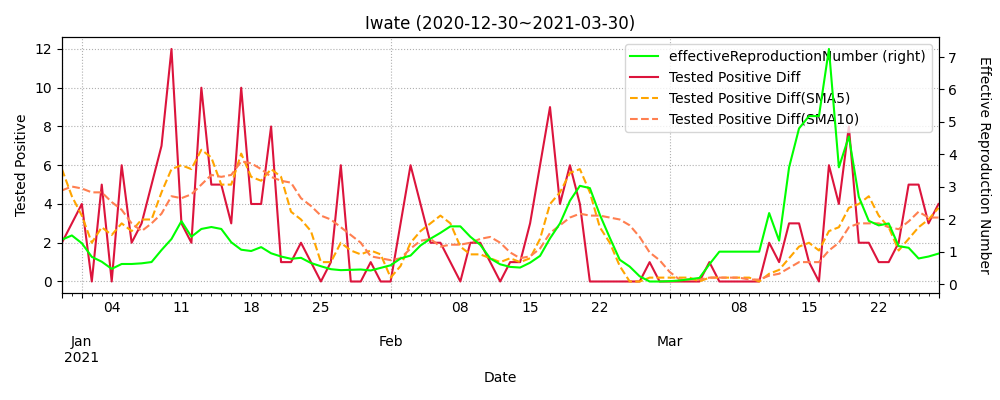 Iwate (2020-12-30~2021-03-30)
effectiveReproductionNumber (right)
Tested Positive Diff
Tested Positive Diff(SMA5)
Tested Positive Diff(SMA10)
Tested Positive
12
10
8
6
4
2
0
7
6
5
4
3
2
1
0
Effective Reproduction Number
04 11 18 25 08 15 22 08 15 22
Jan Feb Mar
2021
Date